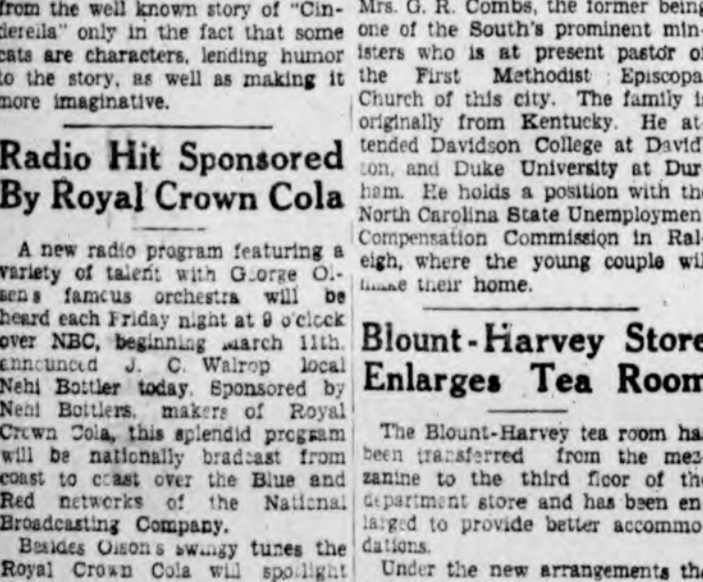 from the well known story of "Cin-
derella" only in the fact that some
cats are characters, lending humor
to the story, as well as making it
more imaginative.
Radio Hit Sponsored
By Royal Crown Cola
A new radio program featuring a
variety of talent with George Ol-
sens famous orchestra will be
heard each Friday night at 9 o'clock
over NBC, beginning March 11th,
announced J. C. Walrop local
Nehi Bottler today. Sponsored by
Nehi Bottlers, makers of Royal
Crown Cola, this splendid program
will be nationally bradcast from
coast to coast over the Blue and
Red networks of the National
Broadcasting Company.
Besides Olson's swingy tunes the
Royal Crown Cola will spotlight
Mrs. G. R. Combs, the former being
one of the South's prominent min-
isters who is at present pastor of
the First Methodist Episcopa
Church of this city. The family i
originally from Kentucky. He at
tended Davidson College at David
ton, and Duke University at Dur
ham. He holds a position with the
North Carolina State Unemploymen
Compensation Commission in Ral
eigh, where the young couple wil
make their home.
Blount-Harvey Store
Enlarges Tea Room
The Blount-Harvey tea room ha
been transferred from the mez
zanine to the third floor of the
department store and has been en
larged to provide better accommo
dations.
Under the new arrangements the